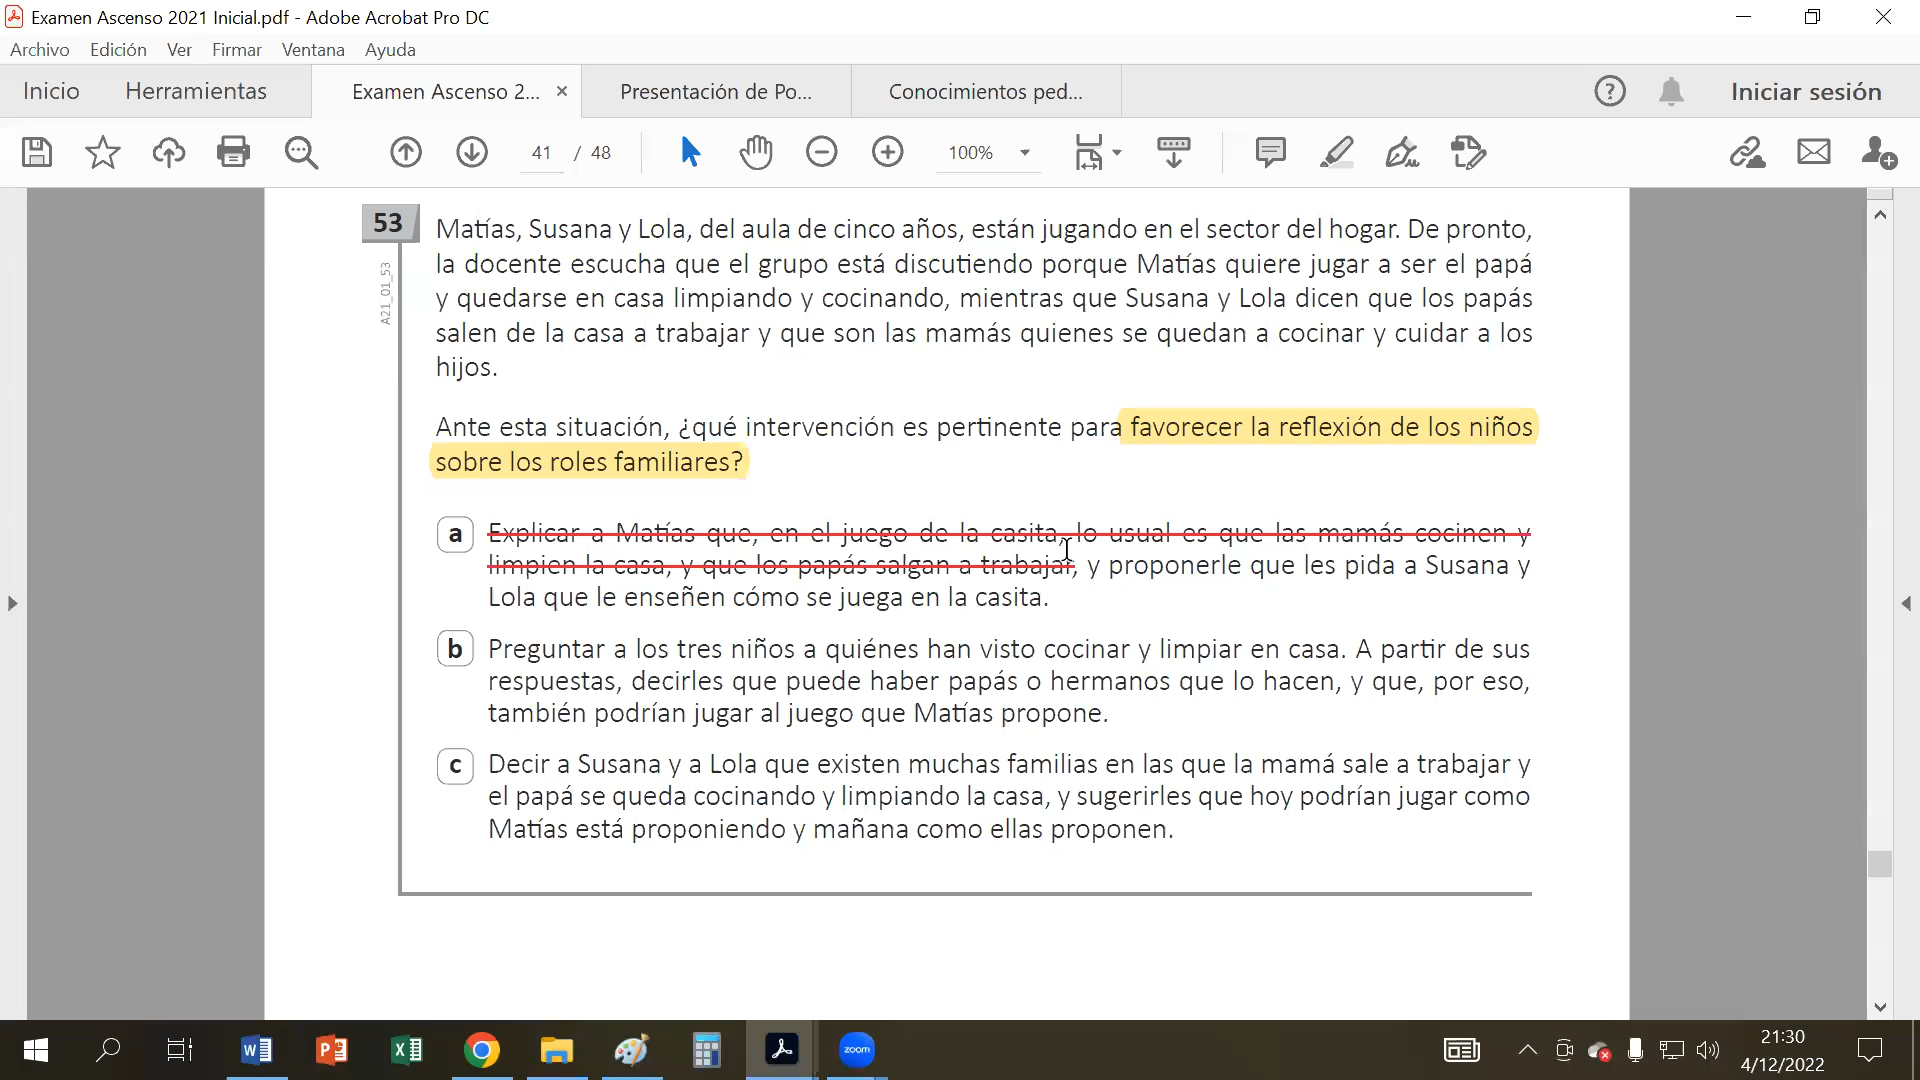 Examen Ascenso 2021 Inicial.pdf - Adobe Acrobat Pro DC
Archivo Edición Ver Firmar Ventana Ayuda
Inicio Herramientas Examen Ascenso 2... × Presentación de Po... Conocimientos ped... ? Iniciar sesión
41 / 48 100%
53
A21_01_53
Matías, Susana y Lola, del aula de cinco años, están jugando en el sector del hogar. De pronto,
la docente escucha que el grupo está discutiendo porque Matías quiere jugar a ser el papá
y quedarse en casa limpiando y cocinando, mientras que Susana y Lola dicen que los papás
salen de la casa a trabajar y que son las mamás quienes se quedan a cocinar y cuidar a los
hijos.
Ante esta situación, ¿qué intervención es pertinente para favorecer la reflexión de los niños
sobre los roles familiares?
a Explicar a Matías que, en el juego de la casita, lo usual es que las mamás cocinen y
limpien la casa, y que los papás salgan a trabajar, y proponerle que les pida a Susana y
Lola que le enseñen cómo se juega en la casita.
b Preguntar a los tres niños a quiénes han visto cocinar y limpiar en casa. A partir de sus
respuestas, decirles que puede haber papás o hermanos que lo hacen, y que, por eso,
también podrían jugar al juego que Matías propone.
c Decir a Susana y a Lola que existen muchas familias en las que la mamá sale a trabajar y
el papá se queda cocinando y limpiando la casa, y sugerirles que hoy podrían jugar como
Matías está proponiendo y mañana como ellas proponen.
zoom
21:30
4/12/2022